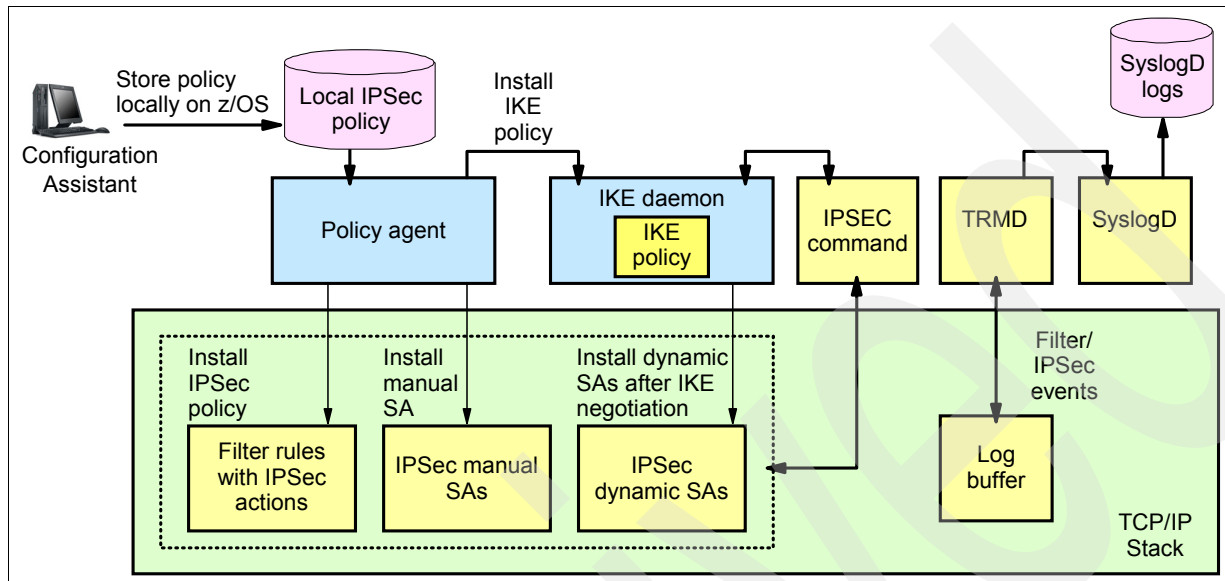 Store policy
locally on z/OS
Configuration
Assistant
Local IPSec
policy
Install
IKE
policy
SyslogD
logs
Policy agent
IKE daemon
IKE
policy
IPSEC
command
TRMD
SyslogD
Install
IPSec
policy
Install
manual
SA
Install dynamic
SAs after IKE
negotiation
Filter/
IPSec
events
Filter rules
with IPSec
actions
IPSec manual
SAs
IPSec
dynamic SAs
Log
buffer
TCP/IP
Stack